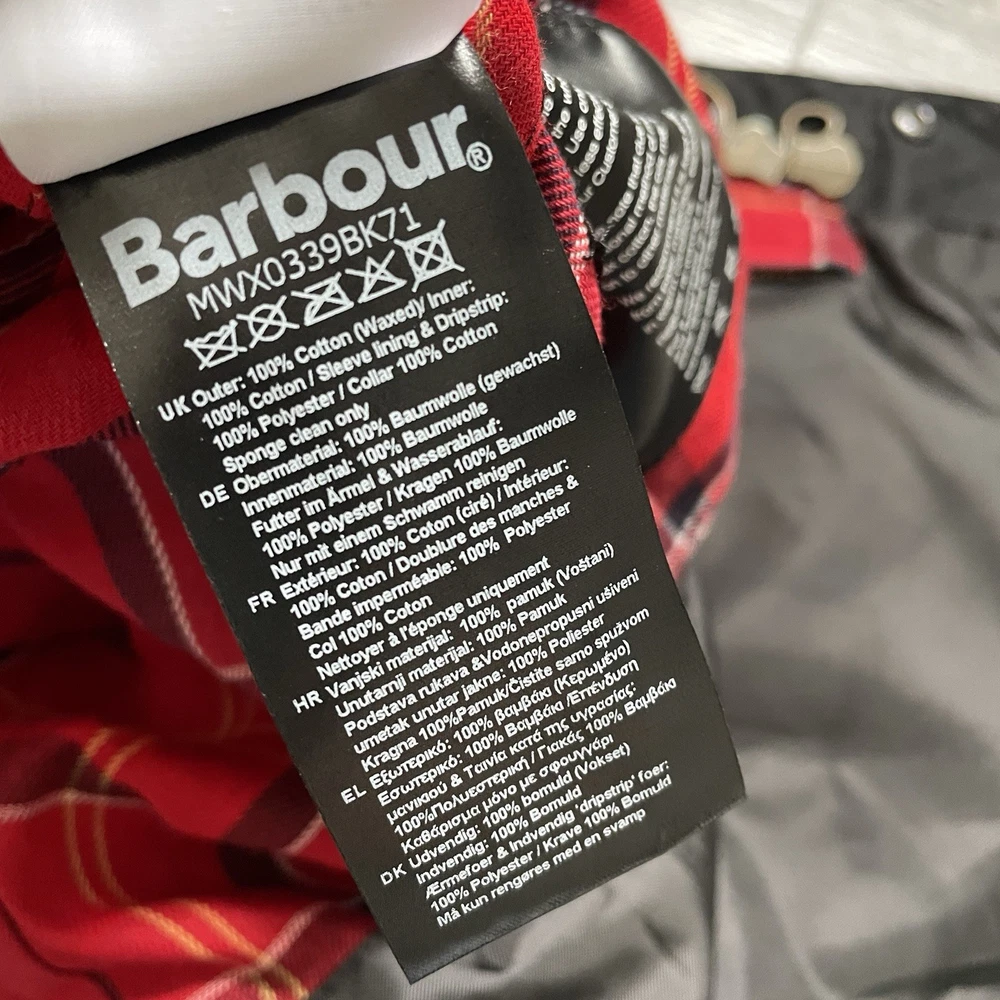 Barbour®
MWX0339BK71
UK Outer: 100% Cotton (Waxed)/ Inner:
100% Cotton / Sleeve lining & Dripstrip:
100% Polyester / Collar 100% Cotton
Sponge clean only
DE Obermaterial: 100% Baumwolle (gewachst)
Innenmaterial: 100% Baumwolle
Futter im Ärmel & Wasserablauf:
100% Polyester / Kragen 100% Baumwolle
Nur mit einem Schwamm reinigen
FR Extérieur: 100% Coton (ciré) / Intérieur:
100% Coton / Doublure des manches &
Bande imperméable: 100% Polyester
Col 100% Coton
Nettoyer à l'éponge uniquement
HR Vanjski materijal: 100% pamuk (Voštani)
Unutarnji materijal: 100% Pamuk
Podstava rukava &Vodonepropusni ušiveni
umetak unutar jakne: 100% Poliester
Kragna 100%Pamuk/Čistite samo spužvom
EL Εξωτερικό: 100% βαμβάκι (Κερωμένο)
Εσωτερικό: 100% Βαμβάκι /Επένδυση
μανικιού & Ταινία κατά της υγρασίας:
100%Πολυεστερική / Γιακάς 100% Βαμβάκι
Καθάρισμα μόνο με σφουγγάρι
DK Udvendig: 100% bomuld (Vokset)
Indvendig: 100% Bomuld
Ærmefoer & Indvendig 'dripstrip' foer:
100% Polyester / Krave 100% Bomuld
Må kun rengøres med en svamp